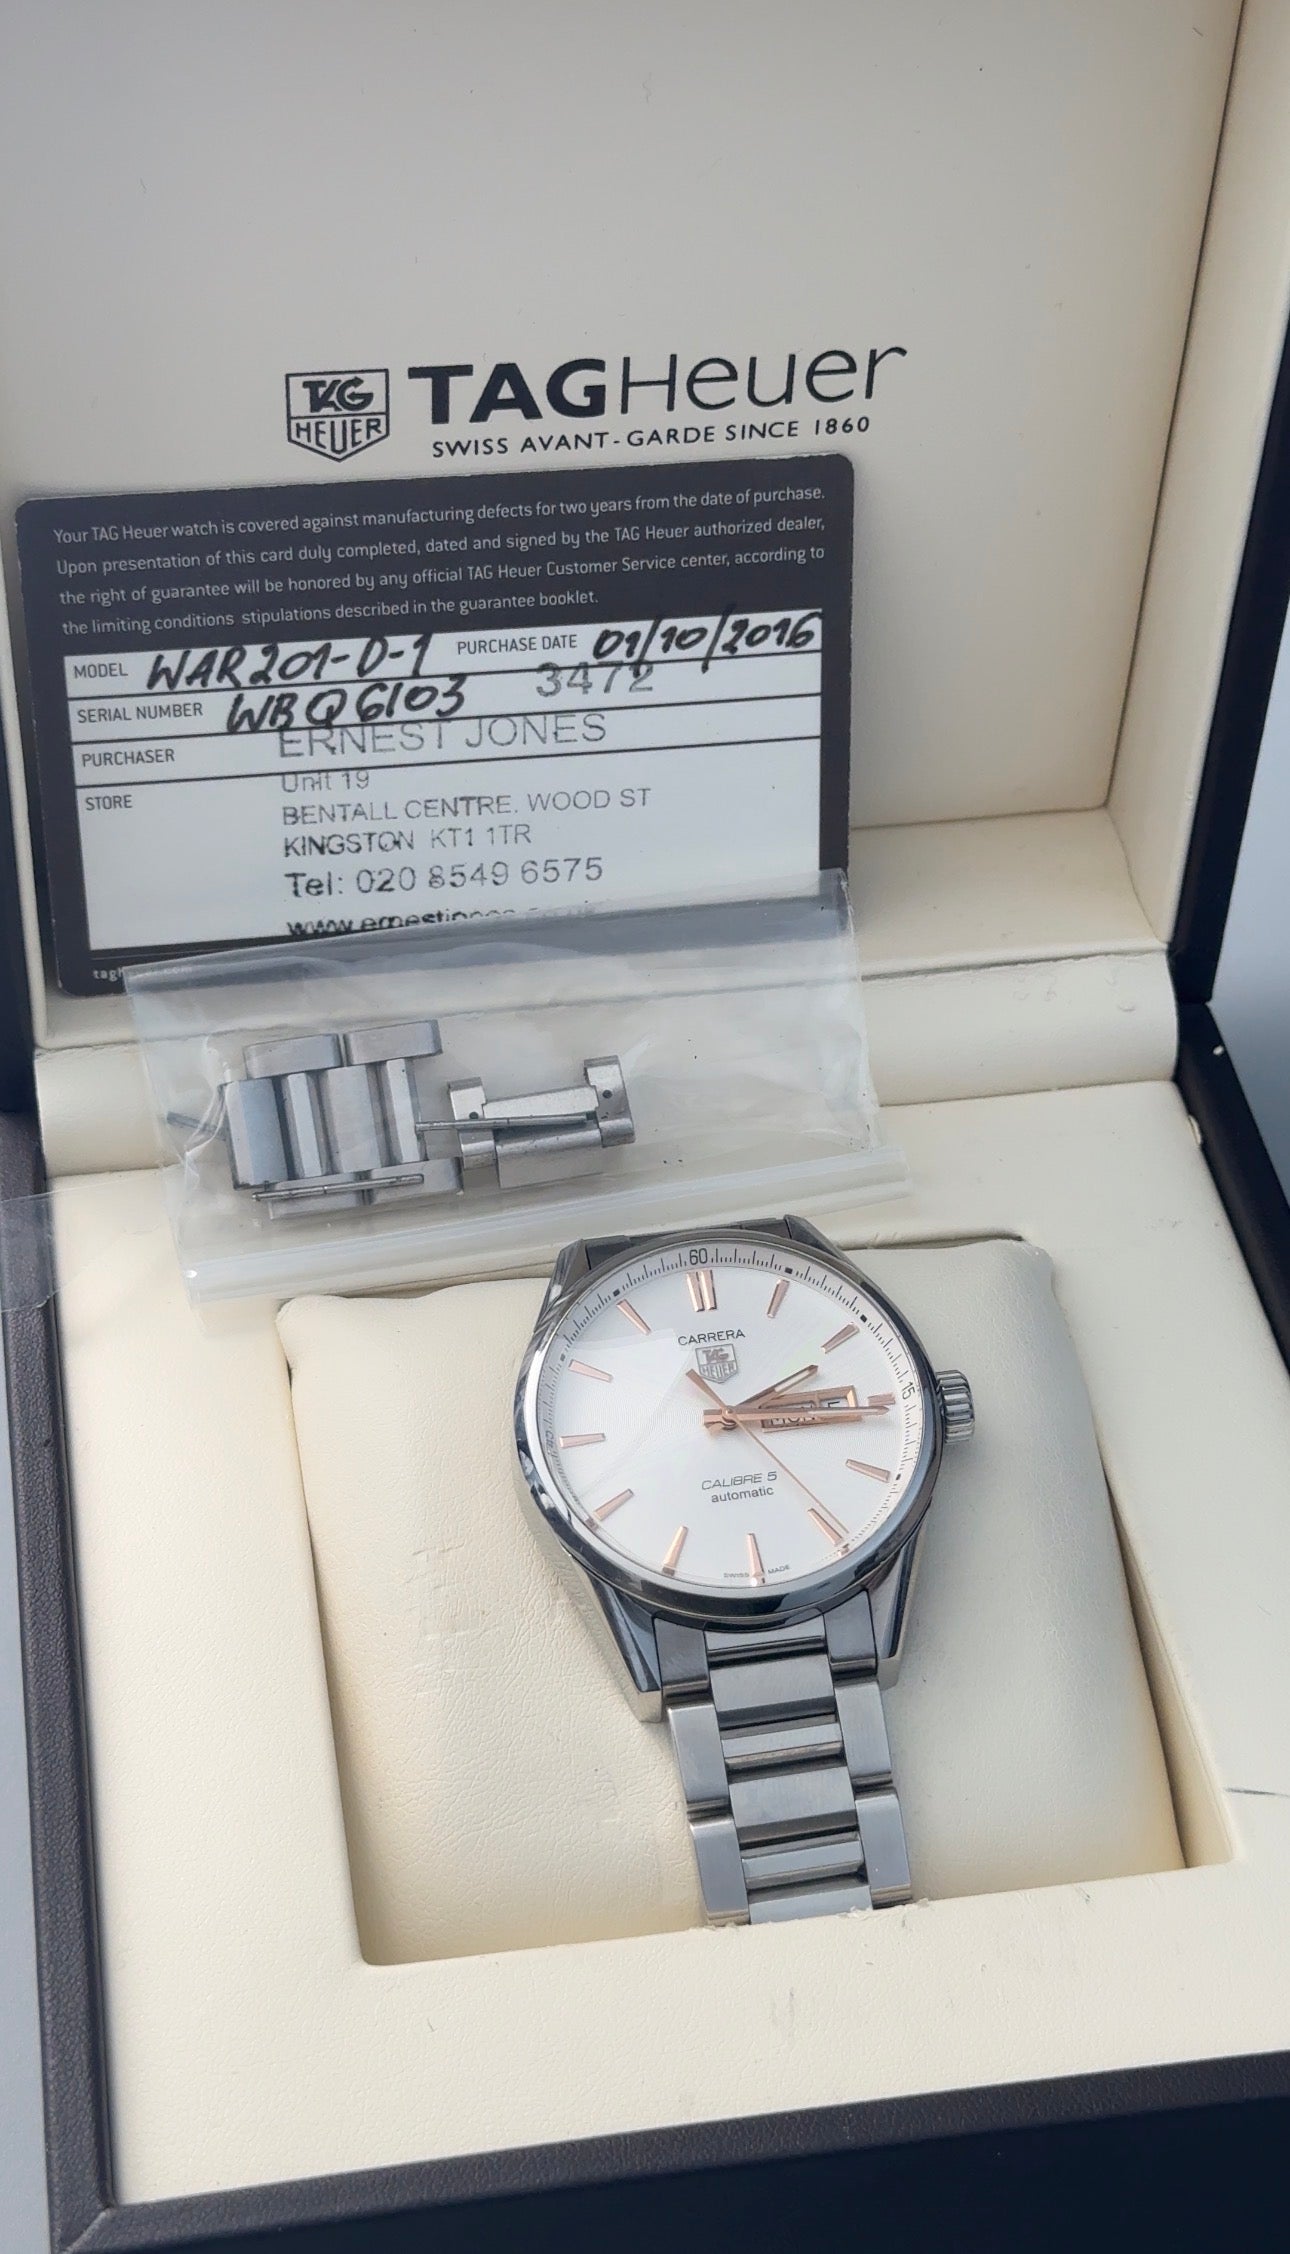 TAG
HEUER
TAGHeuer
SWISS AVANT-GARDE SINCE 1860
Your TAG Heuer watch is covered against manufacturing defects for two years from the date of purchase.
Upon presentation of this card duly completed, dated and signed by the TAG Heuer authorized dealer,
the right of guarantee will be honored by any official TAG Heuer Customer Service center, according to
the limiting conditions stipulations described in the guarantee booklet.
MODEL WAR201-D-1 PURCHASE DATE 01/10/2016
SERIAL NUMBER WBQ6103 3472
PURCHASER ERNEST JONES
STORE Unit 19
BENTALL CENTRE. WOOD ST
KINGSTON KT1 1TR
Tel: 020 8549 6575
60
CARRERA
TAG
HEUER
15
MON
CALIBRE 5
automatic
SWISS MADE